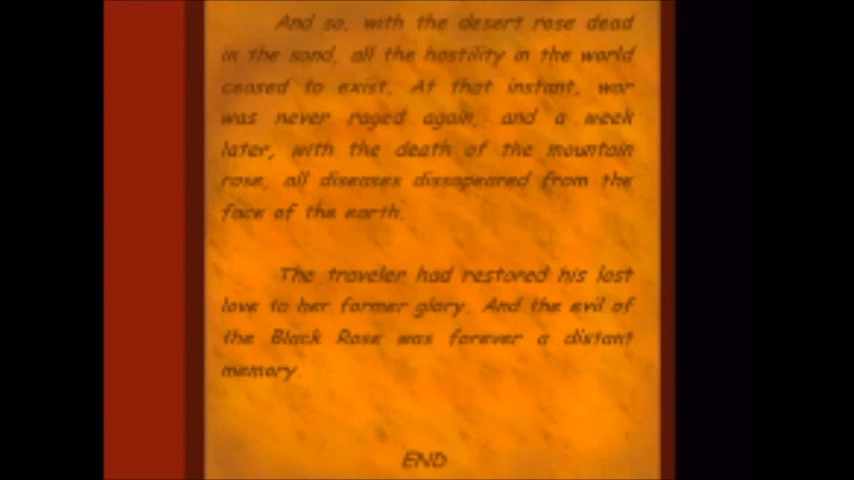 And so, with the desert rose dead
in the sand, all the hostility in the world
ceased to exist. At that instant, war
was never raged again, and a week
later, with the death of the mountain
rose, all diseases dissapeared from the
face of the earth.
The traveler had restored his lost
love to her former glory. And the evil of
the Black Rose was forever a distant
memory.
END